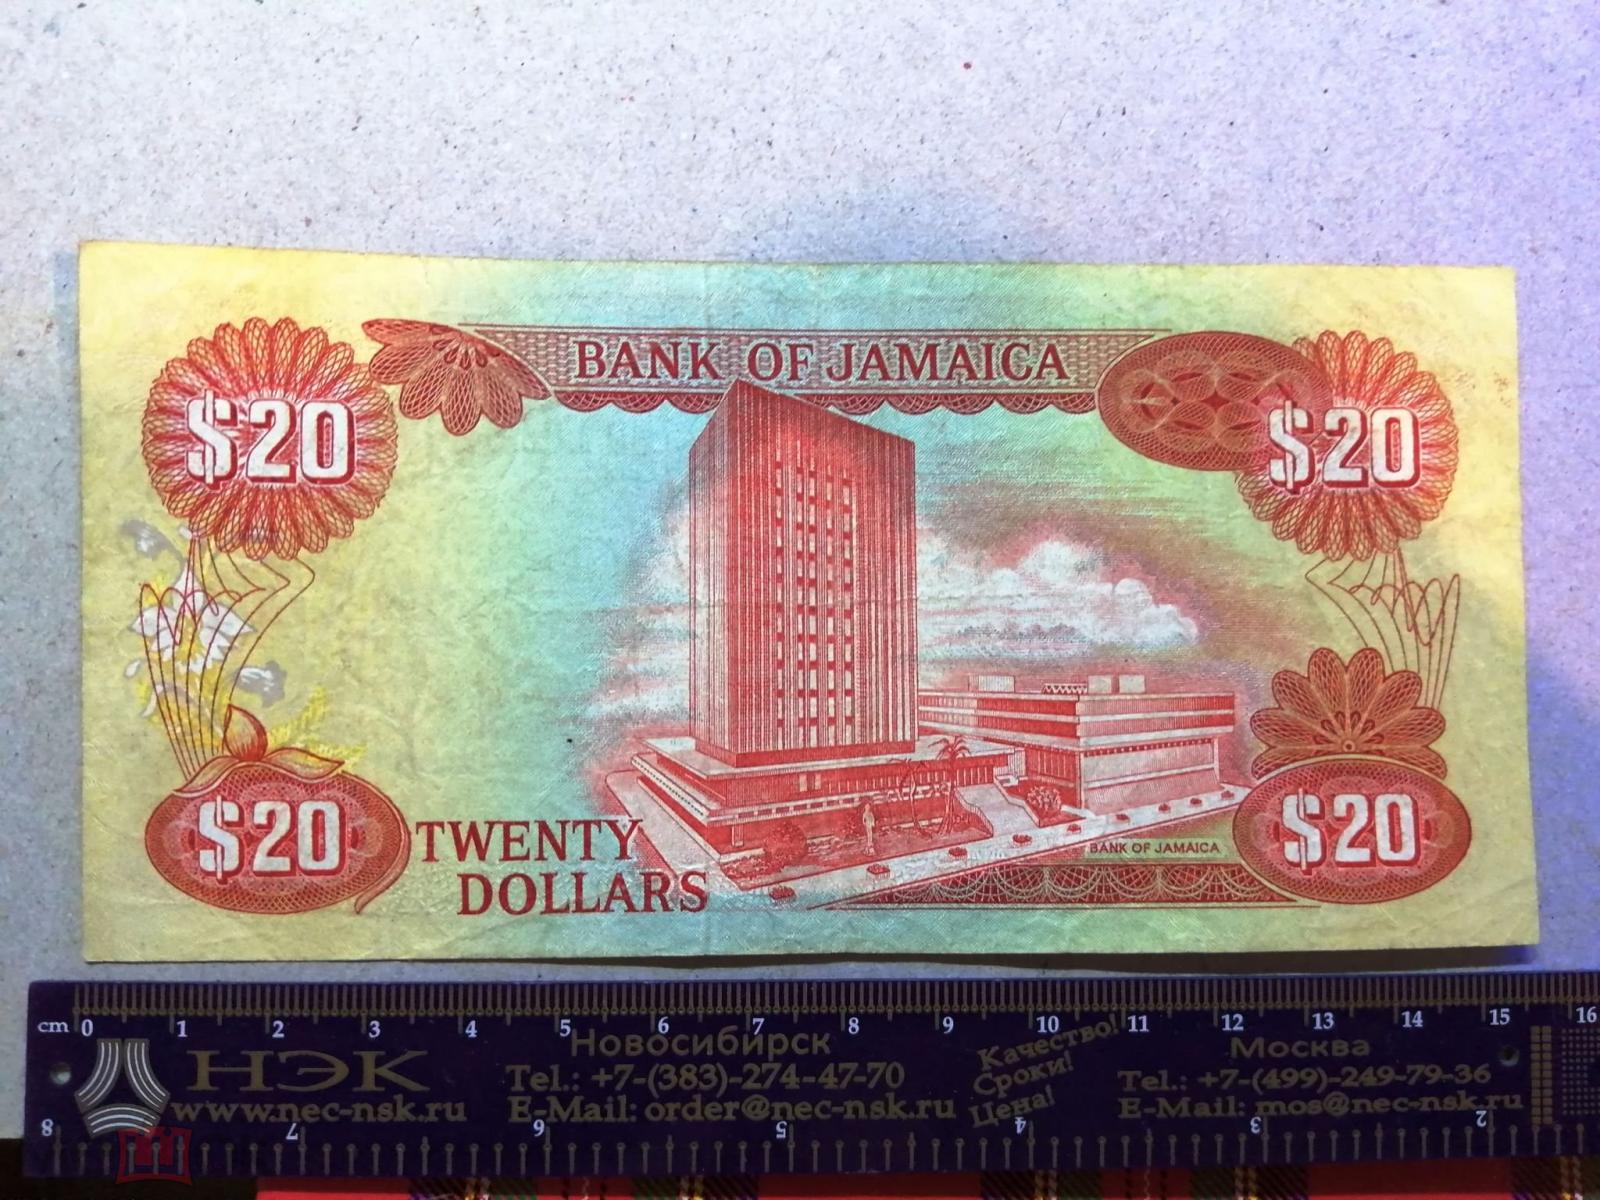 BANK OF JAMAICA
$20
$20
$20
TWENTY
DOLLARS
BANK OF JAMAICA
$20
cm 0 1 2 3 4 5 6 7 8 9 10 11 12 13 14 15 16
НЭК
www.nec-nsk.ru
Новосибирск
Tel.: +7-(383)-274-47-70
E-Mail: order@nec-nsk.ru
Качество!
Сроки!
Цена!
Москва
Tel.: +7-(499)-249-79-36
E-Mail: mos@nec-nsk.ru
8 7 6 5 4 3 2